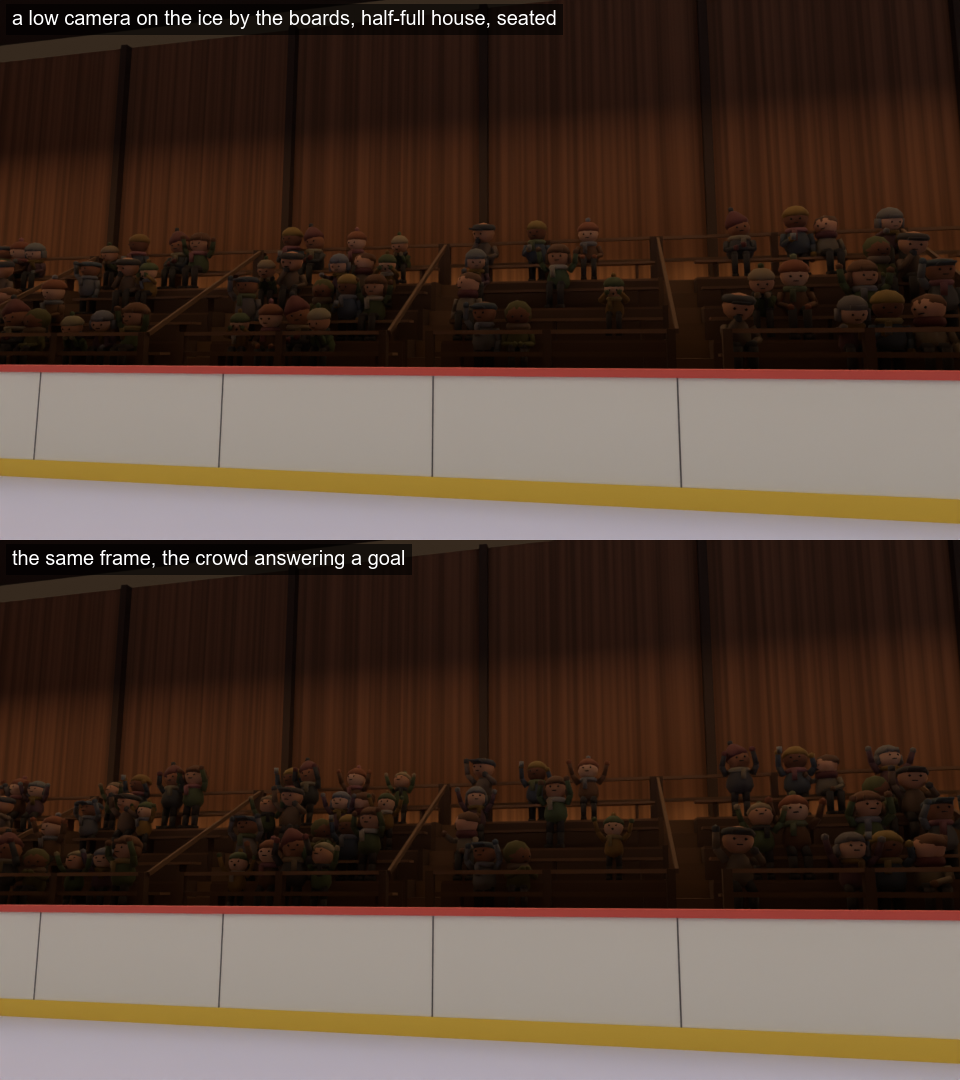 a low camera on the ice by the boards, half-full house, seated
the same frame, the crowd answering a goal